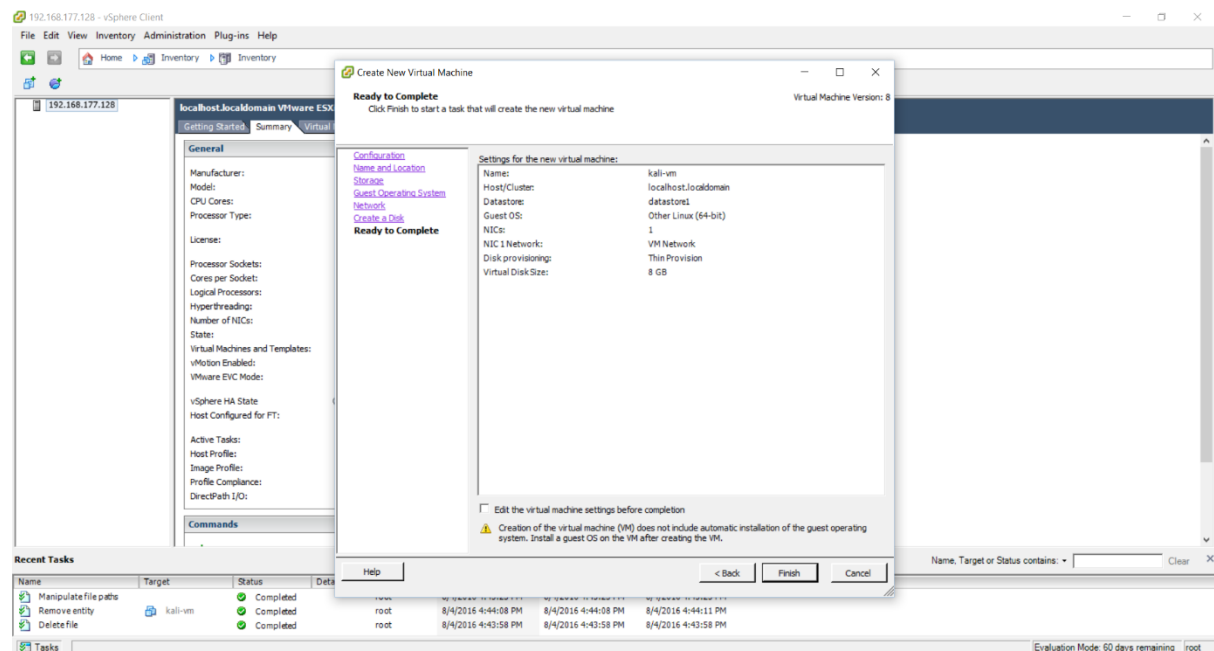 192.168.177.128 - vSphere Client
File Edit View Inventory Administration Plug-ins Help
Home Inventory Inventory
192.168.177.128
localhost.localdomain VMware ESX
Getting Started Summary Virtual
General
Manufacturer:
Model:
CPU Cores:
Processor Type:
License:
Processor Sockets:
Cores per Socket:
Logical Processors:
Hyperthreading:
Number of NICs:
State:
Virtual Machines and Templates:
vMotion Enabled:
VMware EVC Mode:
vSphere HA State
Host Configured for FT:
Active Tasks:
Host Profile:
Image Profile:
Profile Compliance:
DirectPath I/O:
Commands
Create New Virtual Machine
Ready to Complete
Click Finish to start a task that will create the new virtual machine
Virtual Machine Version: 8
Configuration
Name and Location
Storage
Guest Operating System
Network
Create a Disk
Ready to Complete
Settings for the new virtual machine:
Name: kali-vm
Host/Cluster: localhost.localdomain
Datastore: datastore1
Guest OS: Other Linux (64-bit)
NICs: 1
NIC 1 Network: VM Network
Disk provisioning: Thin Provision
Virtual Disk Size: 8 GB
Edit the virtual machine settings before completion
Creation of the virtual machine (VM) does not include automatic installation of the guest operating
system. Install a guest OS on the VM after creating the VM.
Help < Back Finish Cancel
Recent Tasks
Name, Target or Status contains: Clear
Name Target Status Deta
Manipulate file paths Completed
Remove entity kali-vm Completed root 8/4/2016 4:44:08 PM 8/4/2016 4:44:08 PM 8/4/2016 4:44:11 PM
Delete file Completed root 8/4/2016 4:43:58 PM 8/4/2016 4:43:58 PM 8/4/2016 4:43:58 PM
Tasks Evaluation Mode: 60 days remaining root